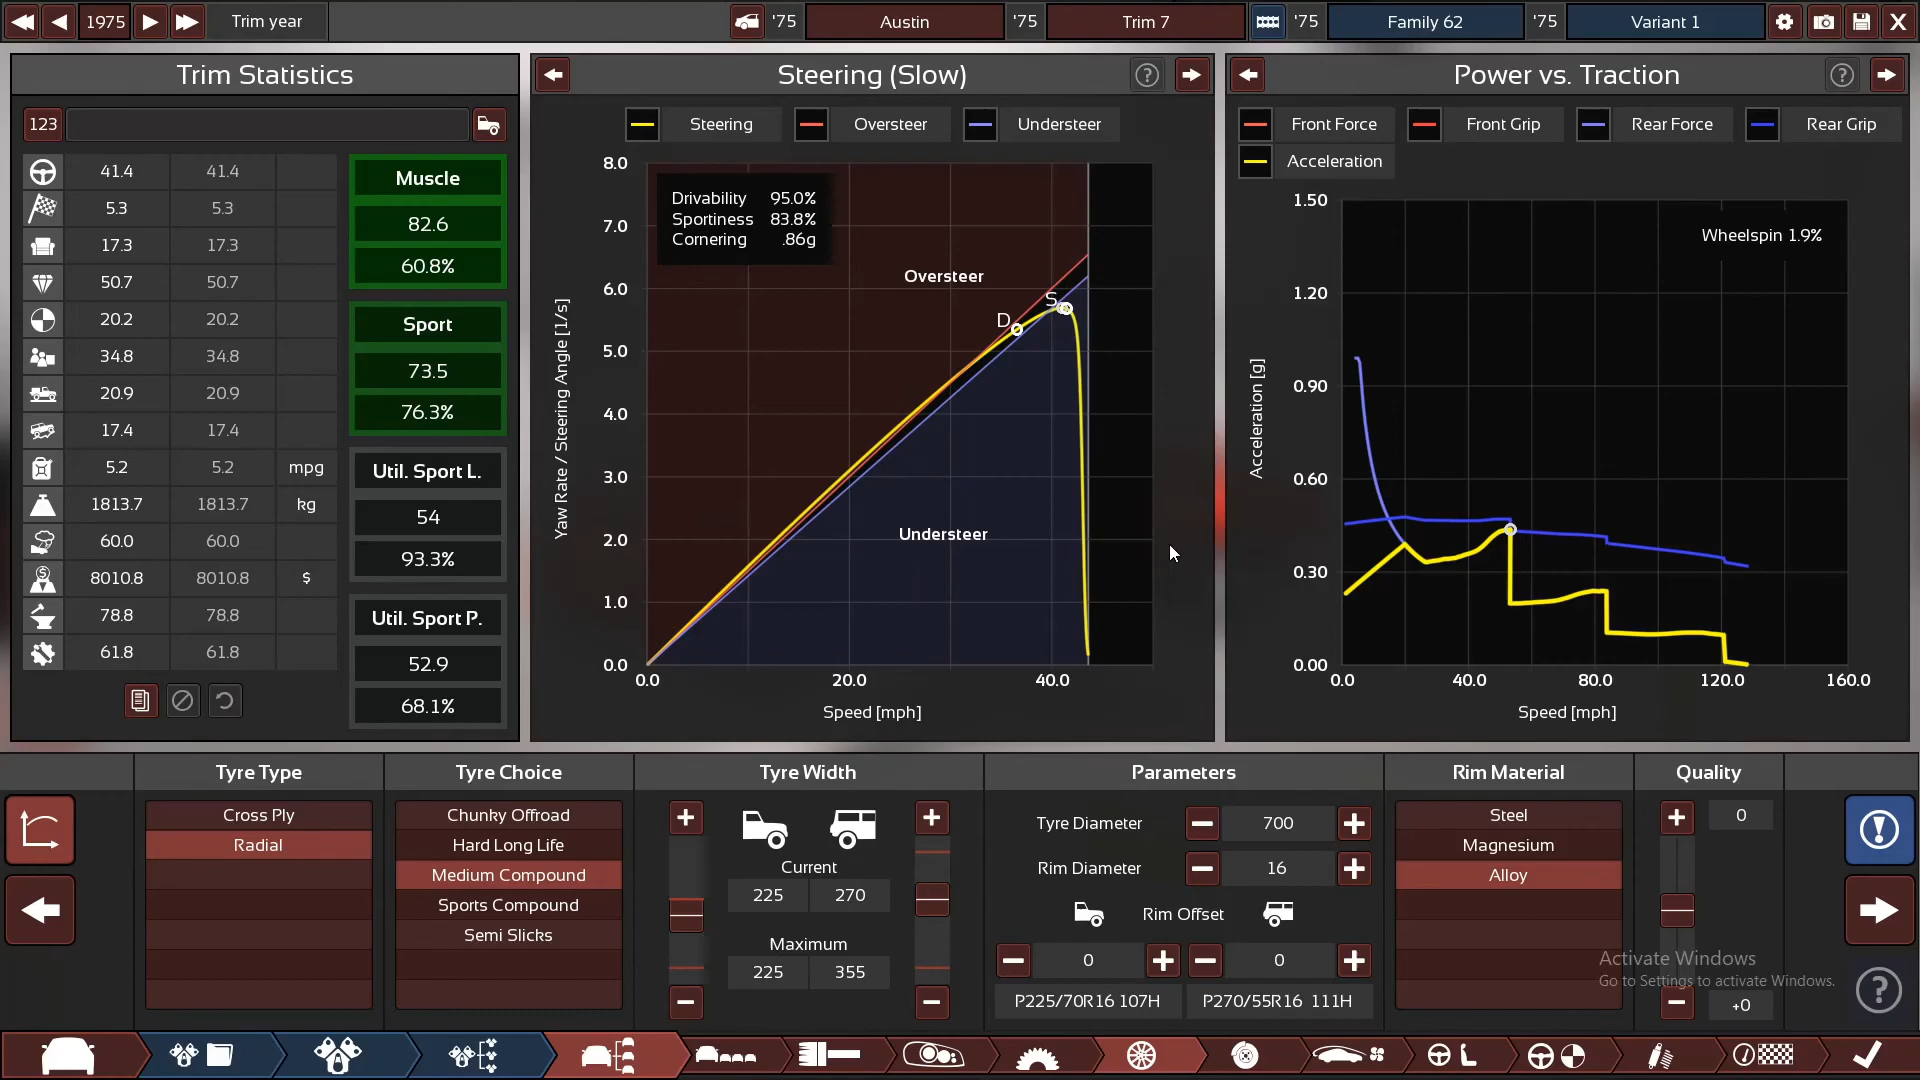 1975
Trim year
'75
Austin
'75
Trim 7
'75
Family 62
'75
Variant 1
X
Trim Statistics
123
41.4 41.4
5.3 5.3
17.3 17.3
50.7 50.7
20.2 20.2
34.8 34.8
20.9 20.9
17.4 17.4
5.2 5.2 mpg
1813.7 1813.7 kg
60.0 60.0
8010.8 8010.8 $
78.8 78.8
61.8 61.8
Muscle
82.6
60.8%
Sport
73.5
76.3%
Util. Sport L.
54
93.3%
Util. Sport P.
52.9
68.1%
Steering (Slow)
?
Steering
Oversteer
Understeer
Drivability 95.0%
Sportiness 83.8%
Cornering .86g
Oversteer
D
S
Understeer
8.0
7.0
6.0
5.0
4.0
3.0
2.0
1.0
0.0
0.0 20.0 40.0
Yaw Rate / Steering Angle [1/s]
Speed [mph]
Power vs. Traction
?
Front Force
Front Grip
Rear Force
Rear Grip
Acceleration
Wheelspin 1.9%
1.50
1.20
0.90
0.60
0.30
0.00
0.0 40.0 80.0 120.0 160.0
Acceleration [g]
Speed [mph]
Tyre Type
Cross Ply
Radial
Tyre Choice
Chunky Offroad
Hard Long Life
Medium Compound
Sports Compound
Semi Slicks
Tyre Width
Current
225 270
Maximum
225 355
Parameters
Tyre Diameter 700
Rim Diameter 16
Rim Offset
0 0
P225/70R16 107H P270/55R16 111H
Rim Material
Steel
Magnesium
Alloy
Quality
0
+0
Activate Windows
Go to Settings to activate Windows.
?